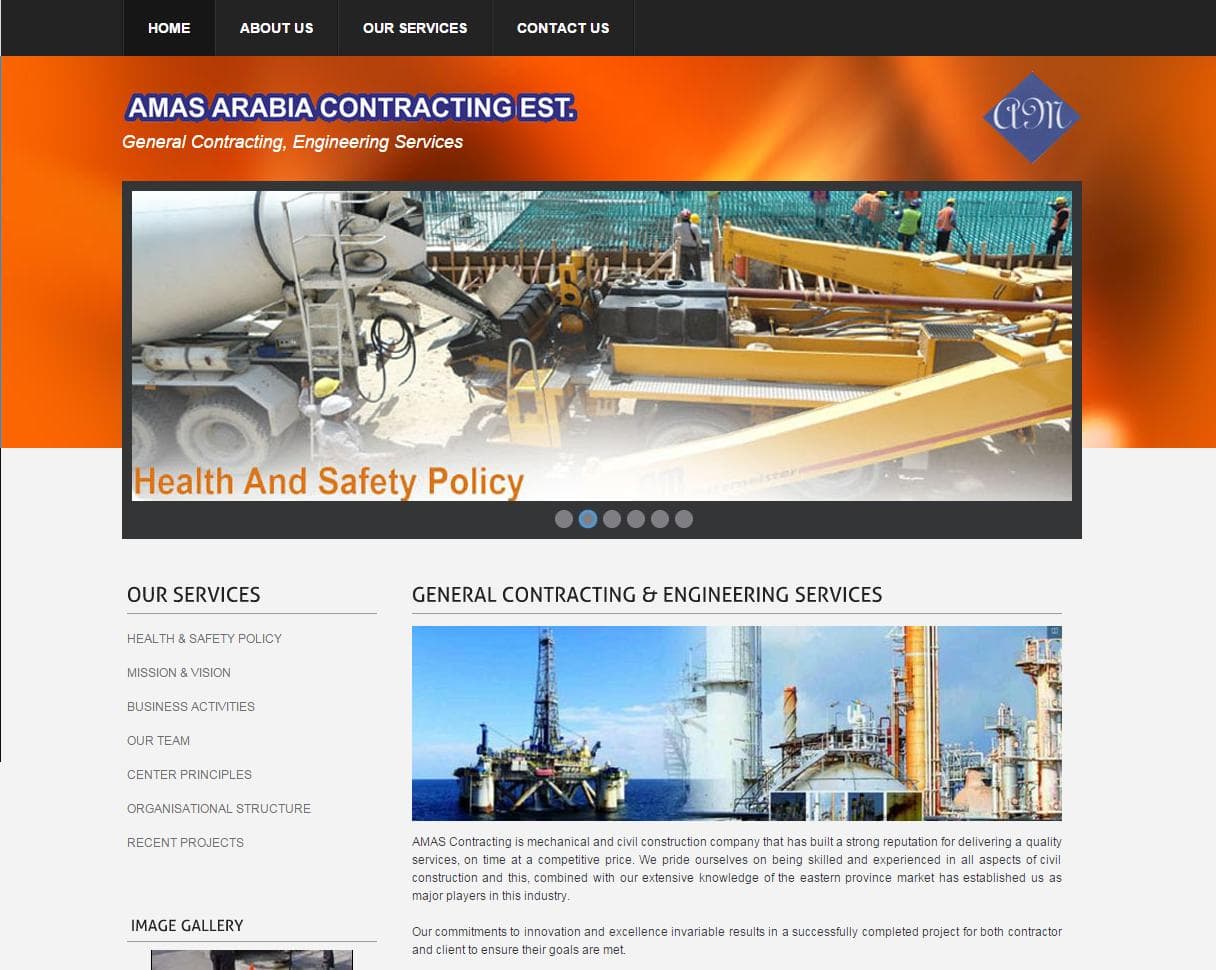 HOME
ABOUT US
OUR SERVICES
CONTACT US
AMAS ARABIA CONTRACTING EST.
General Contracting, Engineering Services
AM
Health And Safety Policy
OUR SERVICES
HEALTH & SAFETY POLICY
MISSION & VISION
BUSINESS ACTIVITIES
OUR TEAM
CENTER PRINCIPLES
ORGANISATIONAL STRUCTURE
RECENT PROJECTS
IMAGE GALLERY
GENERAL CONTRACTING & ENGINEERING SERVICES
AMAS Contracting is mechanical and civil construction company that has built a strong reputation for delivering a quality
services, on time at a competitive price. We pride ourselves on being skilled and experienced in all aspects of civil
construction and this, combined with our extensive knowledge of the eastern province market has established us as
major players in this industry.
Our commitments to innovation and excellence invariable results in a successfully completed project for both contractor
and client to ensure their goals are met.